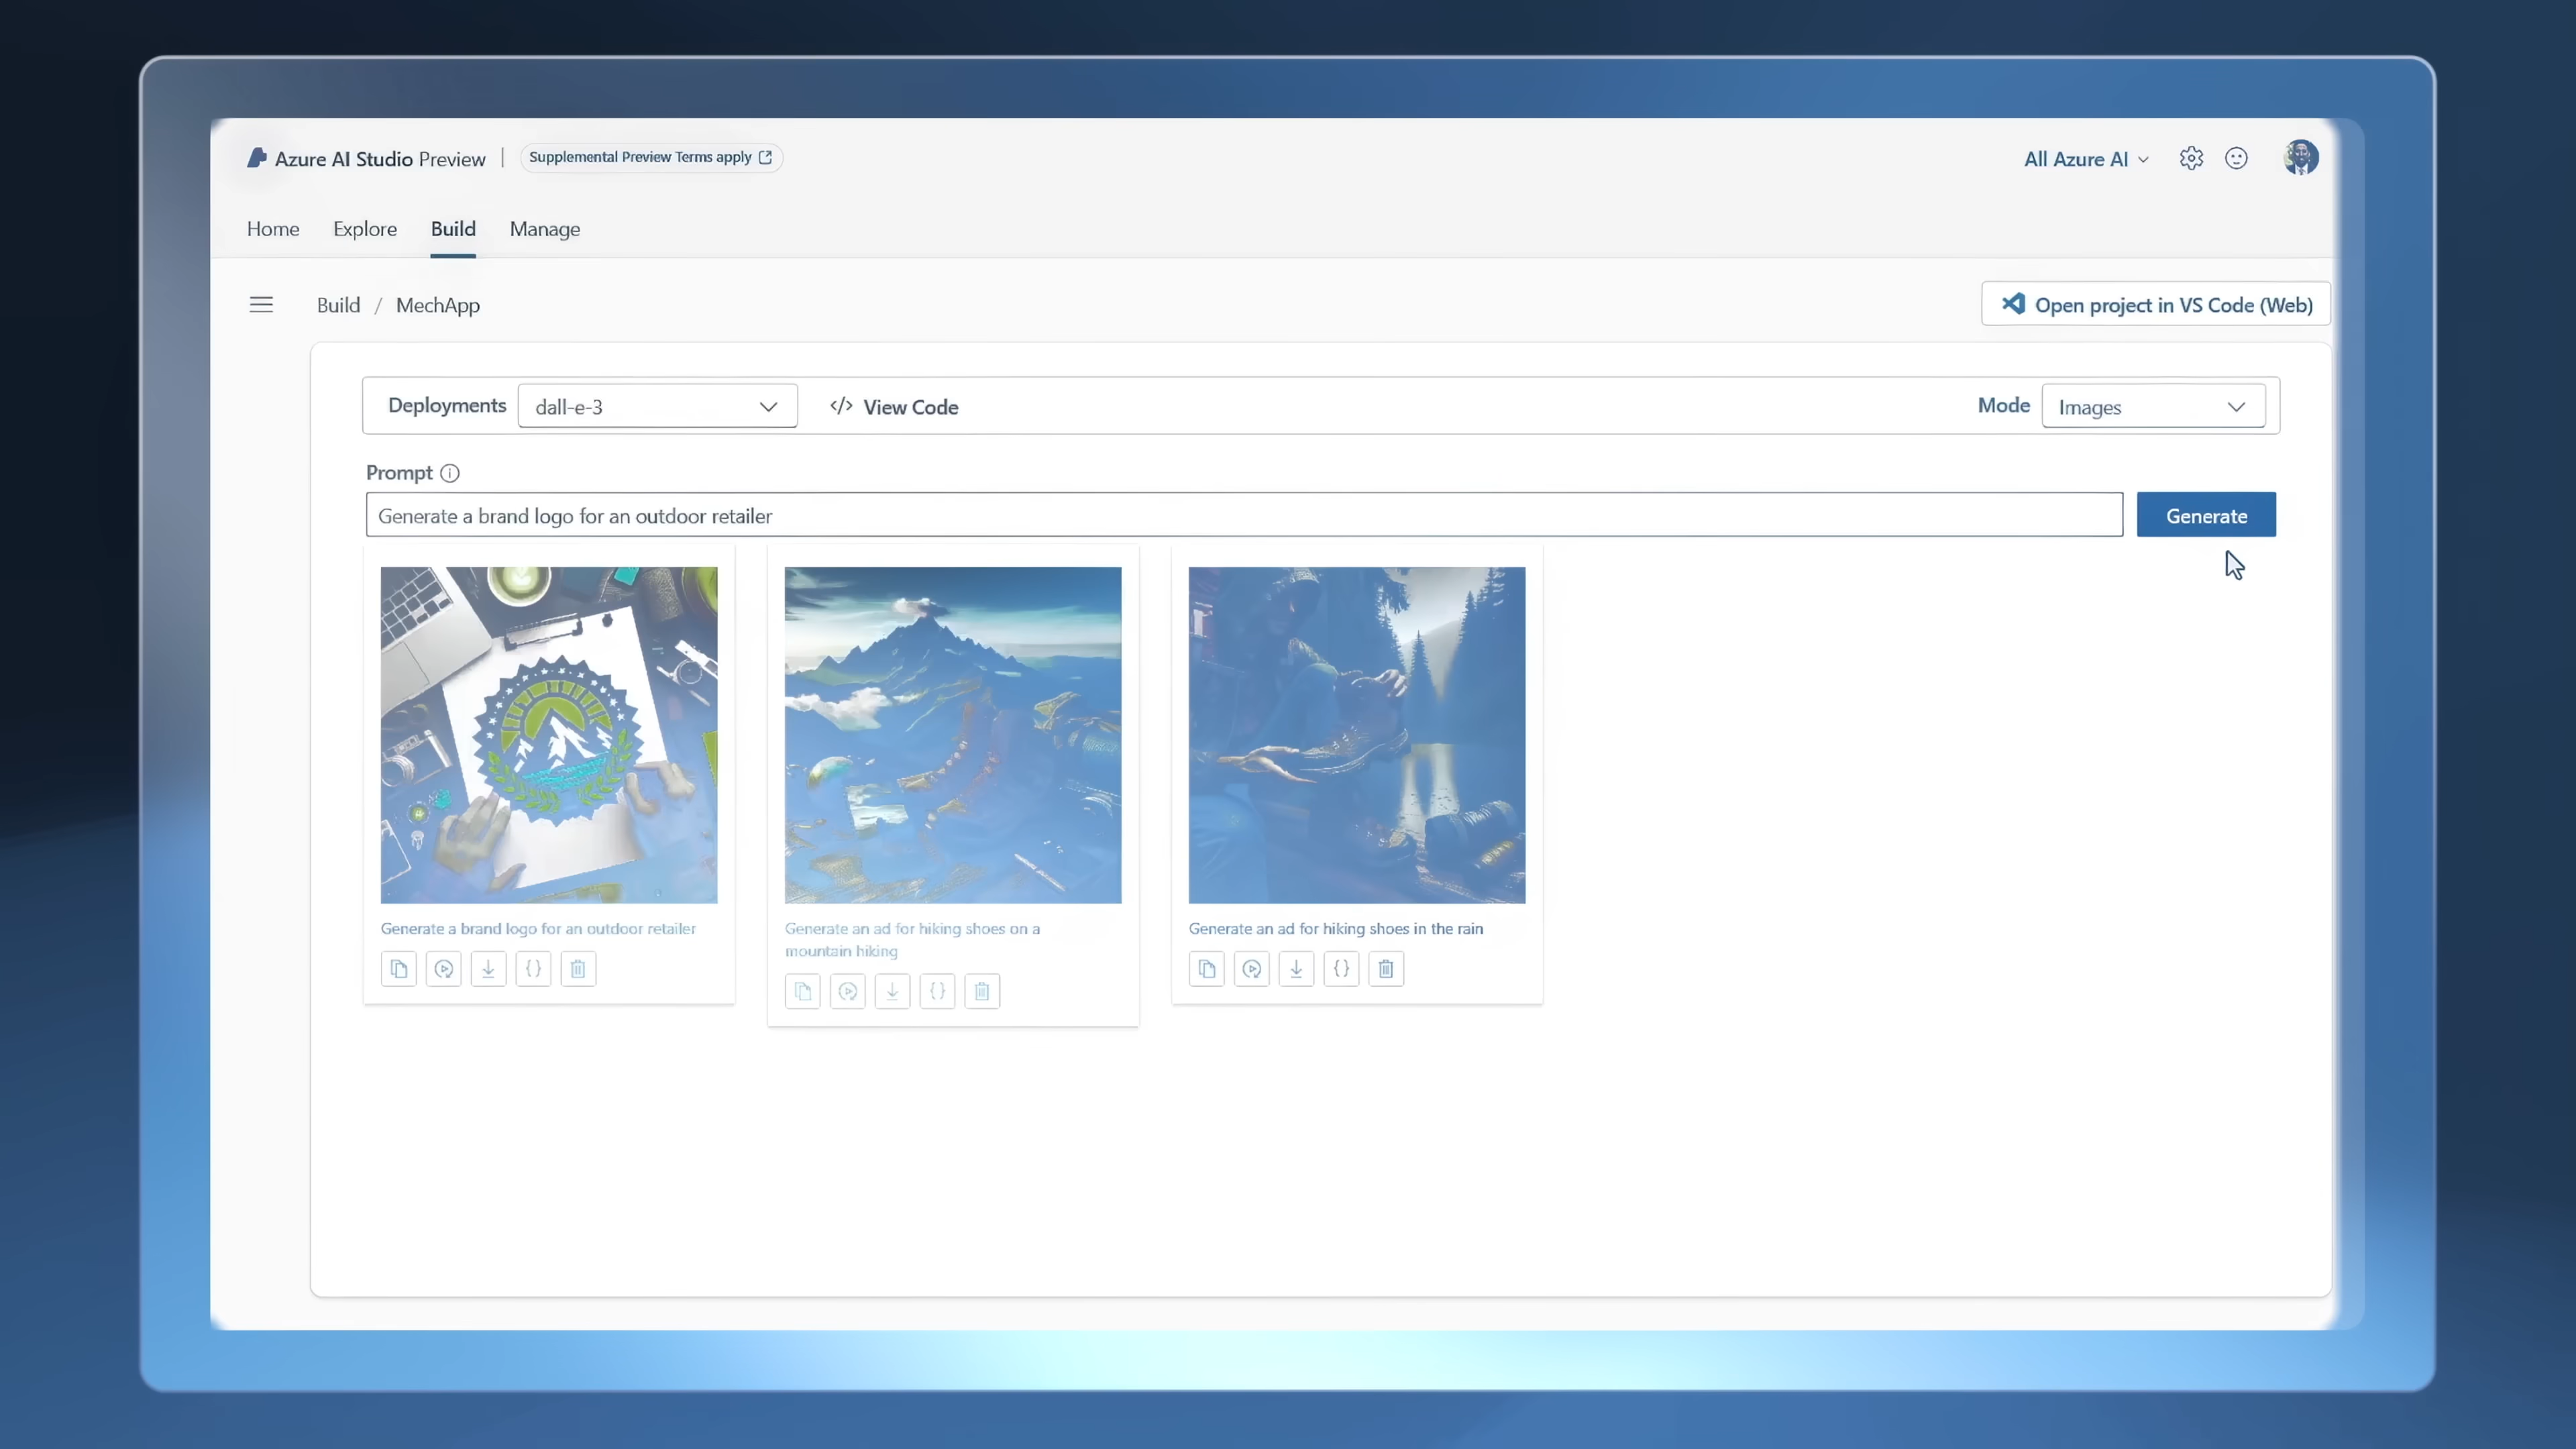 Azure AI Studio Preview
Supplemental Preview Terms apply
All Azure AI
Home
Explore
Build
Manage
Build / MechApp
Open project in VS Code (Web)
Deployments
dall-e-3
</> View Code
Mode
Images
Prompt
Generate a brand logo for an outdoor retailer
Generate
Generate a brand logo for an outdoor retailer
{}
Generate an ad for hiking shoes on a
mountain hiking
{}
Generate an ad for hiking shoes in the rain
{}